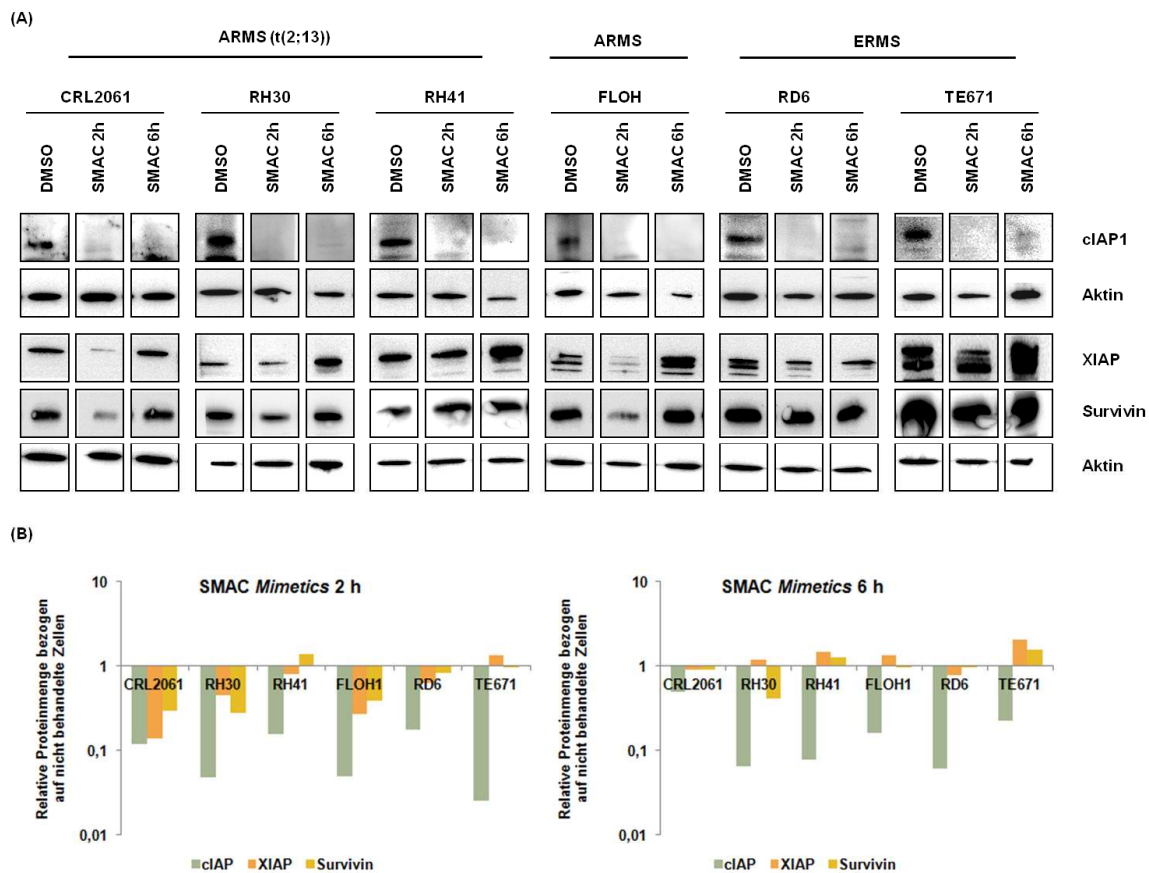 (A)
ARMS (t(2;13)) ARMS ERMS
CRL2061 RH30 RH41 FLOH RD6 TE671
DMSO SMAC 2h SMAC 6h DMSO SMAC 2h SMAC 6h DMSO SMAC 2h SMAC 6h DMSO SMAC 2h SMAC 6h DMSO SMAC 2h SMAC 6h DMSO SMAC 2h SMAC 6h
cIAP1
Aktin
XIAP
Survivin
Aktin
(B)
SMAC Mimetics 2 h
Relative Proteinmenge bezogen
auf nicht behandelte Zellen
10
1
0,1
0,01
CRL2061 RH30 RH41 FLOH1 RD6 TE671
cIAP XIAP Survivin
SMAC Mimetics 6 h
Relative Proteinmenge bezogen
auf nicht behandelte Zellen
10
1
0,1
0,01
CRL2061 RH30 RH41 FLOH1 RD6 TE671
cIAP XIAP Survivin